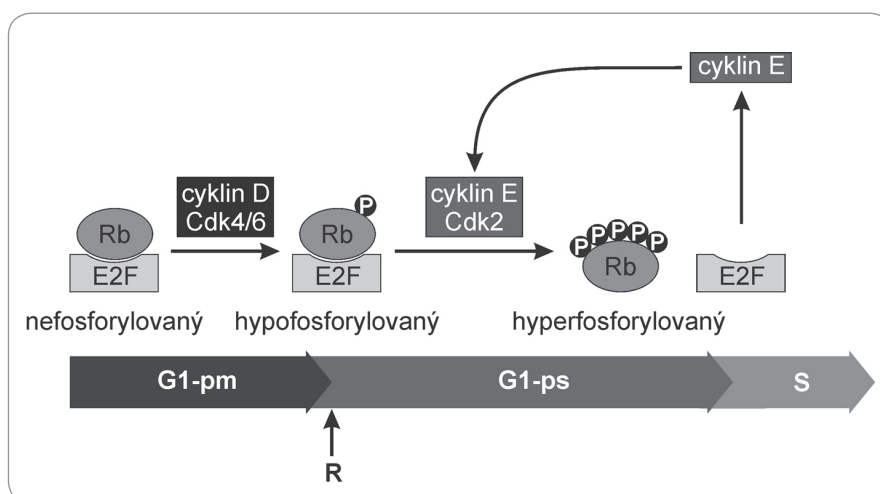 cyklin E
cyklin D
Cdk4/6
cyklin E
Cdk2
Rb
E2F
Rb
P
E2F
P P P P P
Rb
E2F
nefosforylovaný
hypofosforylovaný
hyperfosforylovaný
G1-pm
G1-ps
S
R